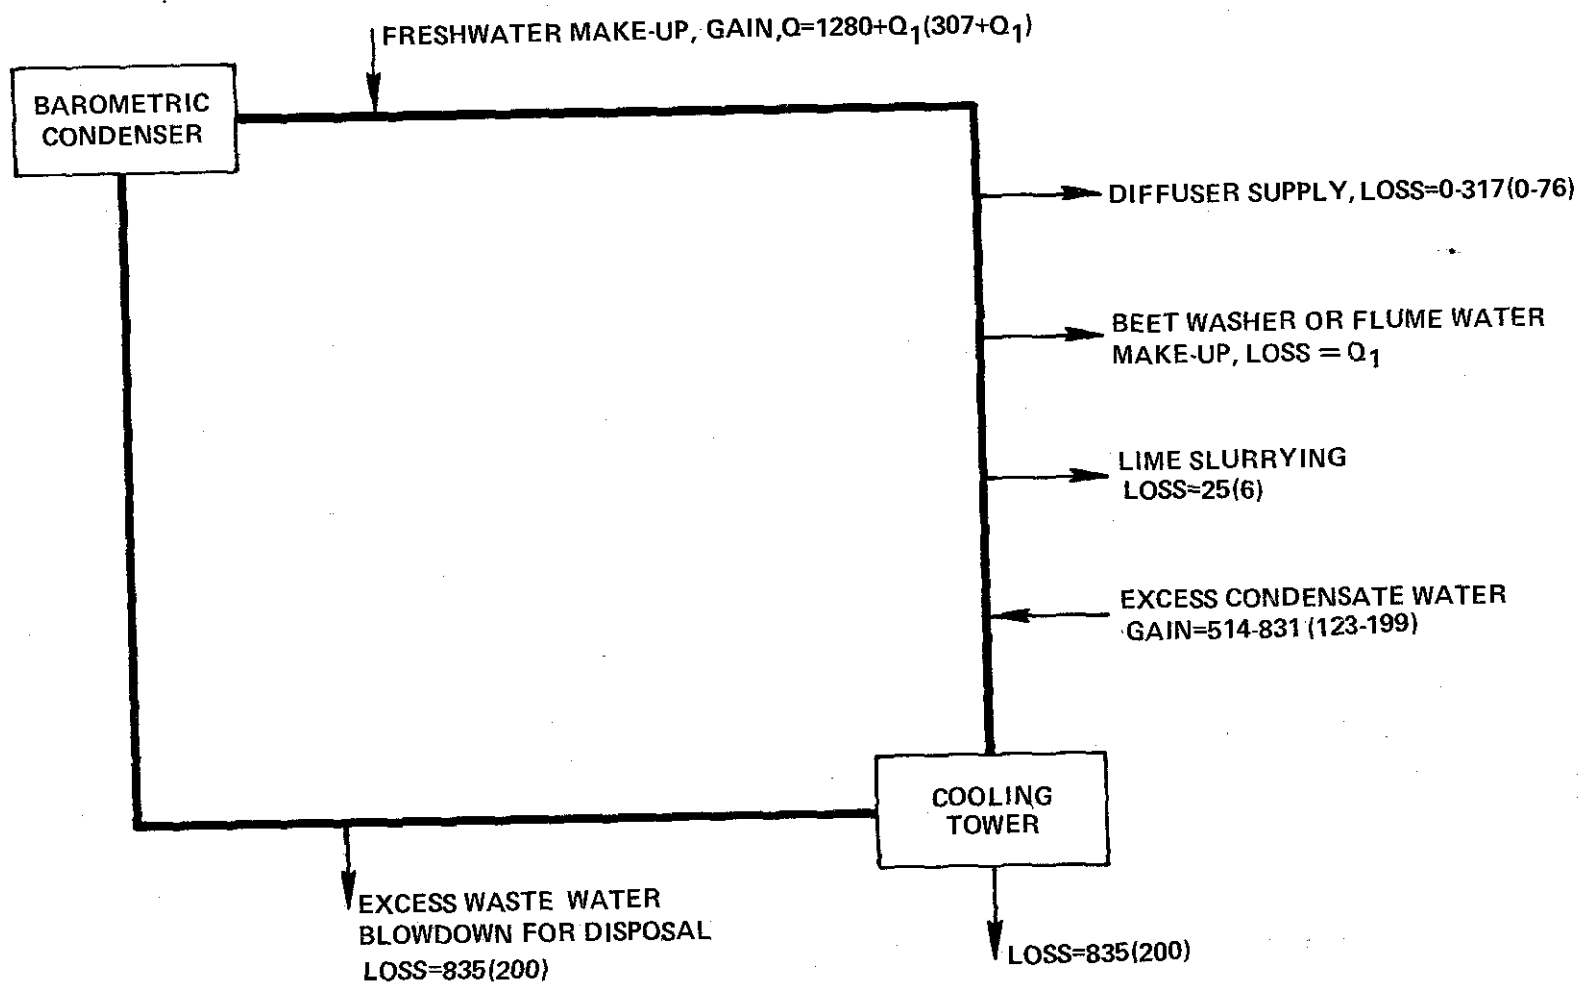 FRESHWATER MAKE-UP, GAIN,Q=1280+Q₁(307+Q₁)
BAROMETRIC
CONDENSER
DIFFUSER SUPPLY, LOSS=0-317(0-76)
BEET WASHER OR FLUME WATER
MAKE-UP, LOSS = Q₁
LIME SLURRYING
LOSS=25(6)
EXCESS CONDENSATE WATER
GAIN=514-831(123-199)
COOLING
TOWER
EXCESS WASTE WATER
BLOWDOWN FOR DISPOSAL
LOSS=835(200)
LOSS=835(200)